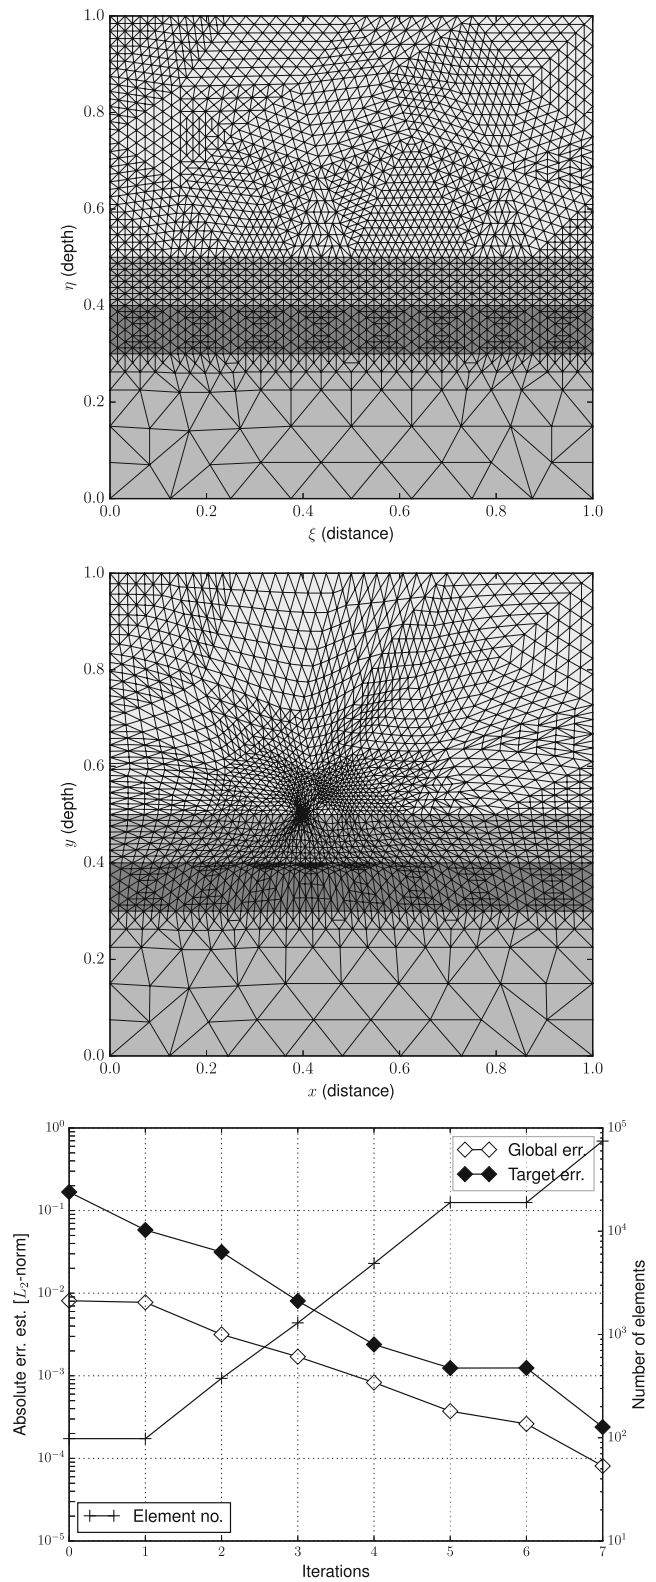 1.0
0.8
0.6
0.4
0.2
0.0
η (depth)
0.0 0.2 0.4 0.6 0.8 1.0
ξ (distance)
1.0
0.8
0.6
0.4
0.2
0.0
y (depth)
0.0 0.2 0.4 0.6 0.8 1.0
x (distance)
10⁰
10⁻¹
10⁻²
10⁻³
10⁻⁴
10⁻⁵
Absolute err. est. [L₂-norm]
Global err.
Target err.
Element no.
10⁵
10⁴
10³
10²
10¹
Number of elements
0 1 2 3 4 5 6 7
Iterations